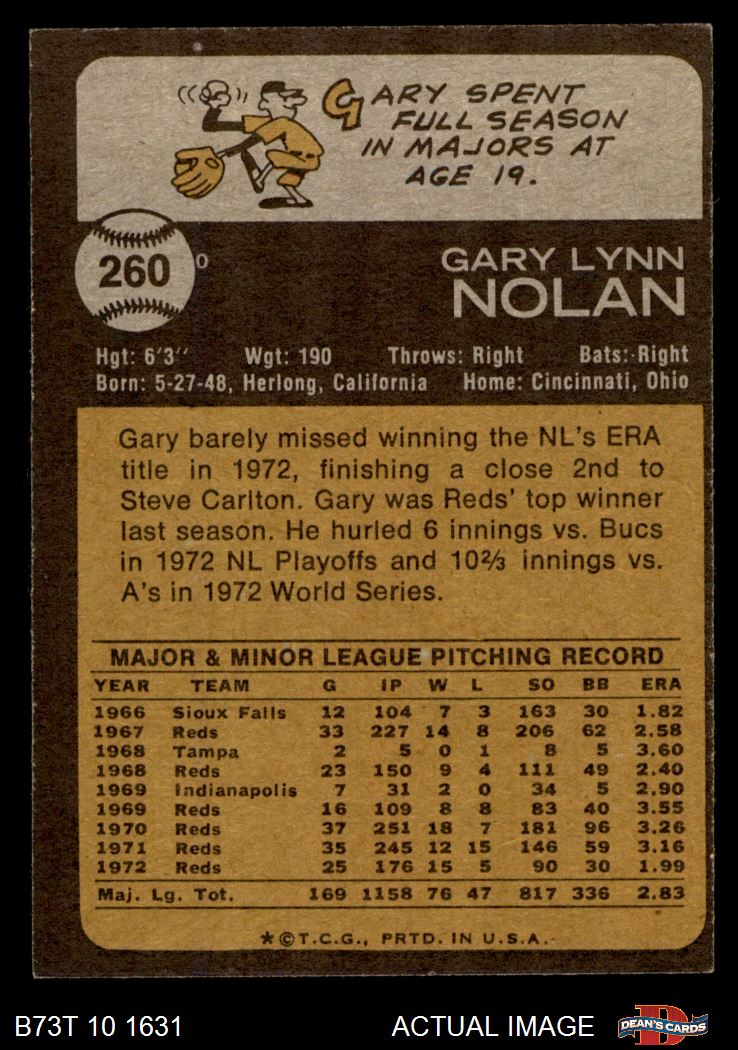 GARY SPENT
FULL SEASON
IN MAJORS AT
AGE 19.
260
GARY LYNN
NOLAN
Hgt: 6'3" Wgt: 190 Throws: Right Bats: Right
Born: 5-27-48, Herlong, California Home: Cincinnati, Ohio
Gary barely missed winning the NL's ERA
title in 1972, finishing a close 2nd to
Steve Carlton. Gary was Reds' top winner
last season. He hurled 6 innings vs. Bucs
in 1972 NL Playoffs and 10⅔ innings vs.
A's in 1972 World Series.
MAJOR & MINOR LEAGUE PITCHING RECORD
YEAR TEAM G IP W L SO BB ERA
1966 Sioux Falls 12 104 7 3 163 30 1.82
1967 Reds 33 227 14 8 206 62 2.58
1968 Tampa 2 5 0 1 8 5 3.60
1968 Reds 23 150 9 4 111 49 2.40
1969 Indianapolis 7 31 2 0 34 5 2.90
1969 Reds 16 109 8 8 83 40 3.55
1970 Reds 37 251 18 7 181 96 3.26
1971 Reds 35 245 12 15 146 59 3.16
1972 Reds 25 176 15 5 90 30 1.99
Maj. Lg. Tot. 169 1158 76 47 817 336 2.83
*©T.C.G., PRTD. IN U.S.A.
B73T 10 1631 ACTUAL IMAGE D DEAN'S CARDS